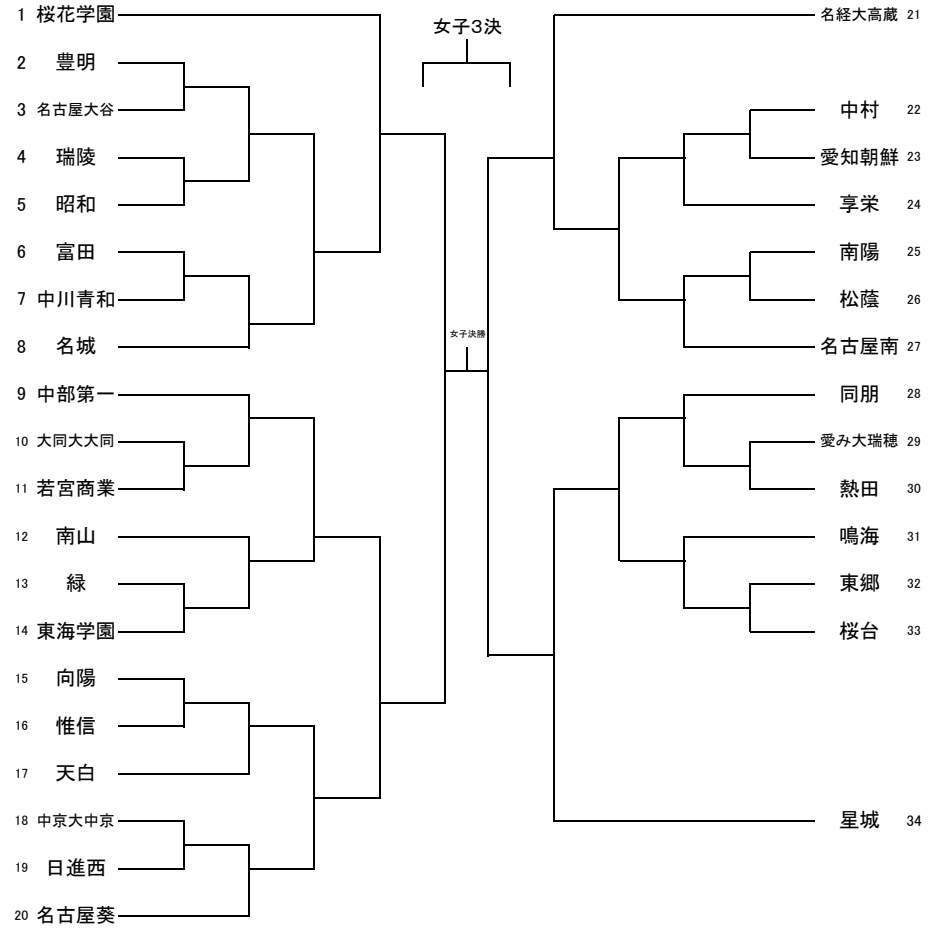 女子3決
女子決勝
1 桜花学園
2 豊明
3 名古屋大谷
4 瑞陵
5 昭和
6 富田
7 中川青和
8 名城
9 中部第一
10 大同大大同
11 若宮商業
12 南山
13 緑
14 東海学園
15 向陽
16 惟信
17 天白
18 中京大中京
19 日進西
20 名古屋葵
名経大高蔵 21
中村 22
愛知朝鮮 23
享栄 24
南陽 25
松蔭 26
名古屋南 27
同朋 28
愛み大瑞穂 29
熱田 30
鳴海 31
東郷 32
桜台 33
星城 34